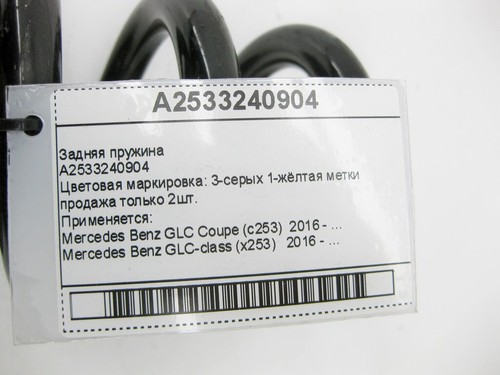 A2533240904
Задняя пружина
A2533240904
Цветовая маркировка: 3-серых 1-жёлтая метки
продажа только 2шт.
Применяется:
Mercedes Benz GLC Coupe (c253) 2016 - ...
Mercedes Benz GLC-class (x253) 2016 - ...